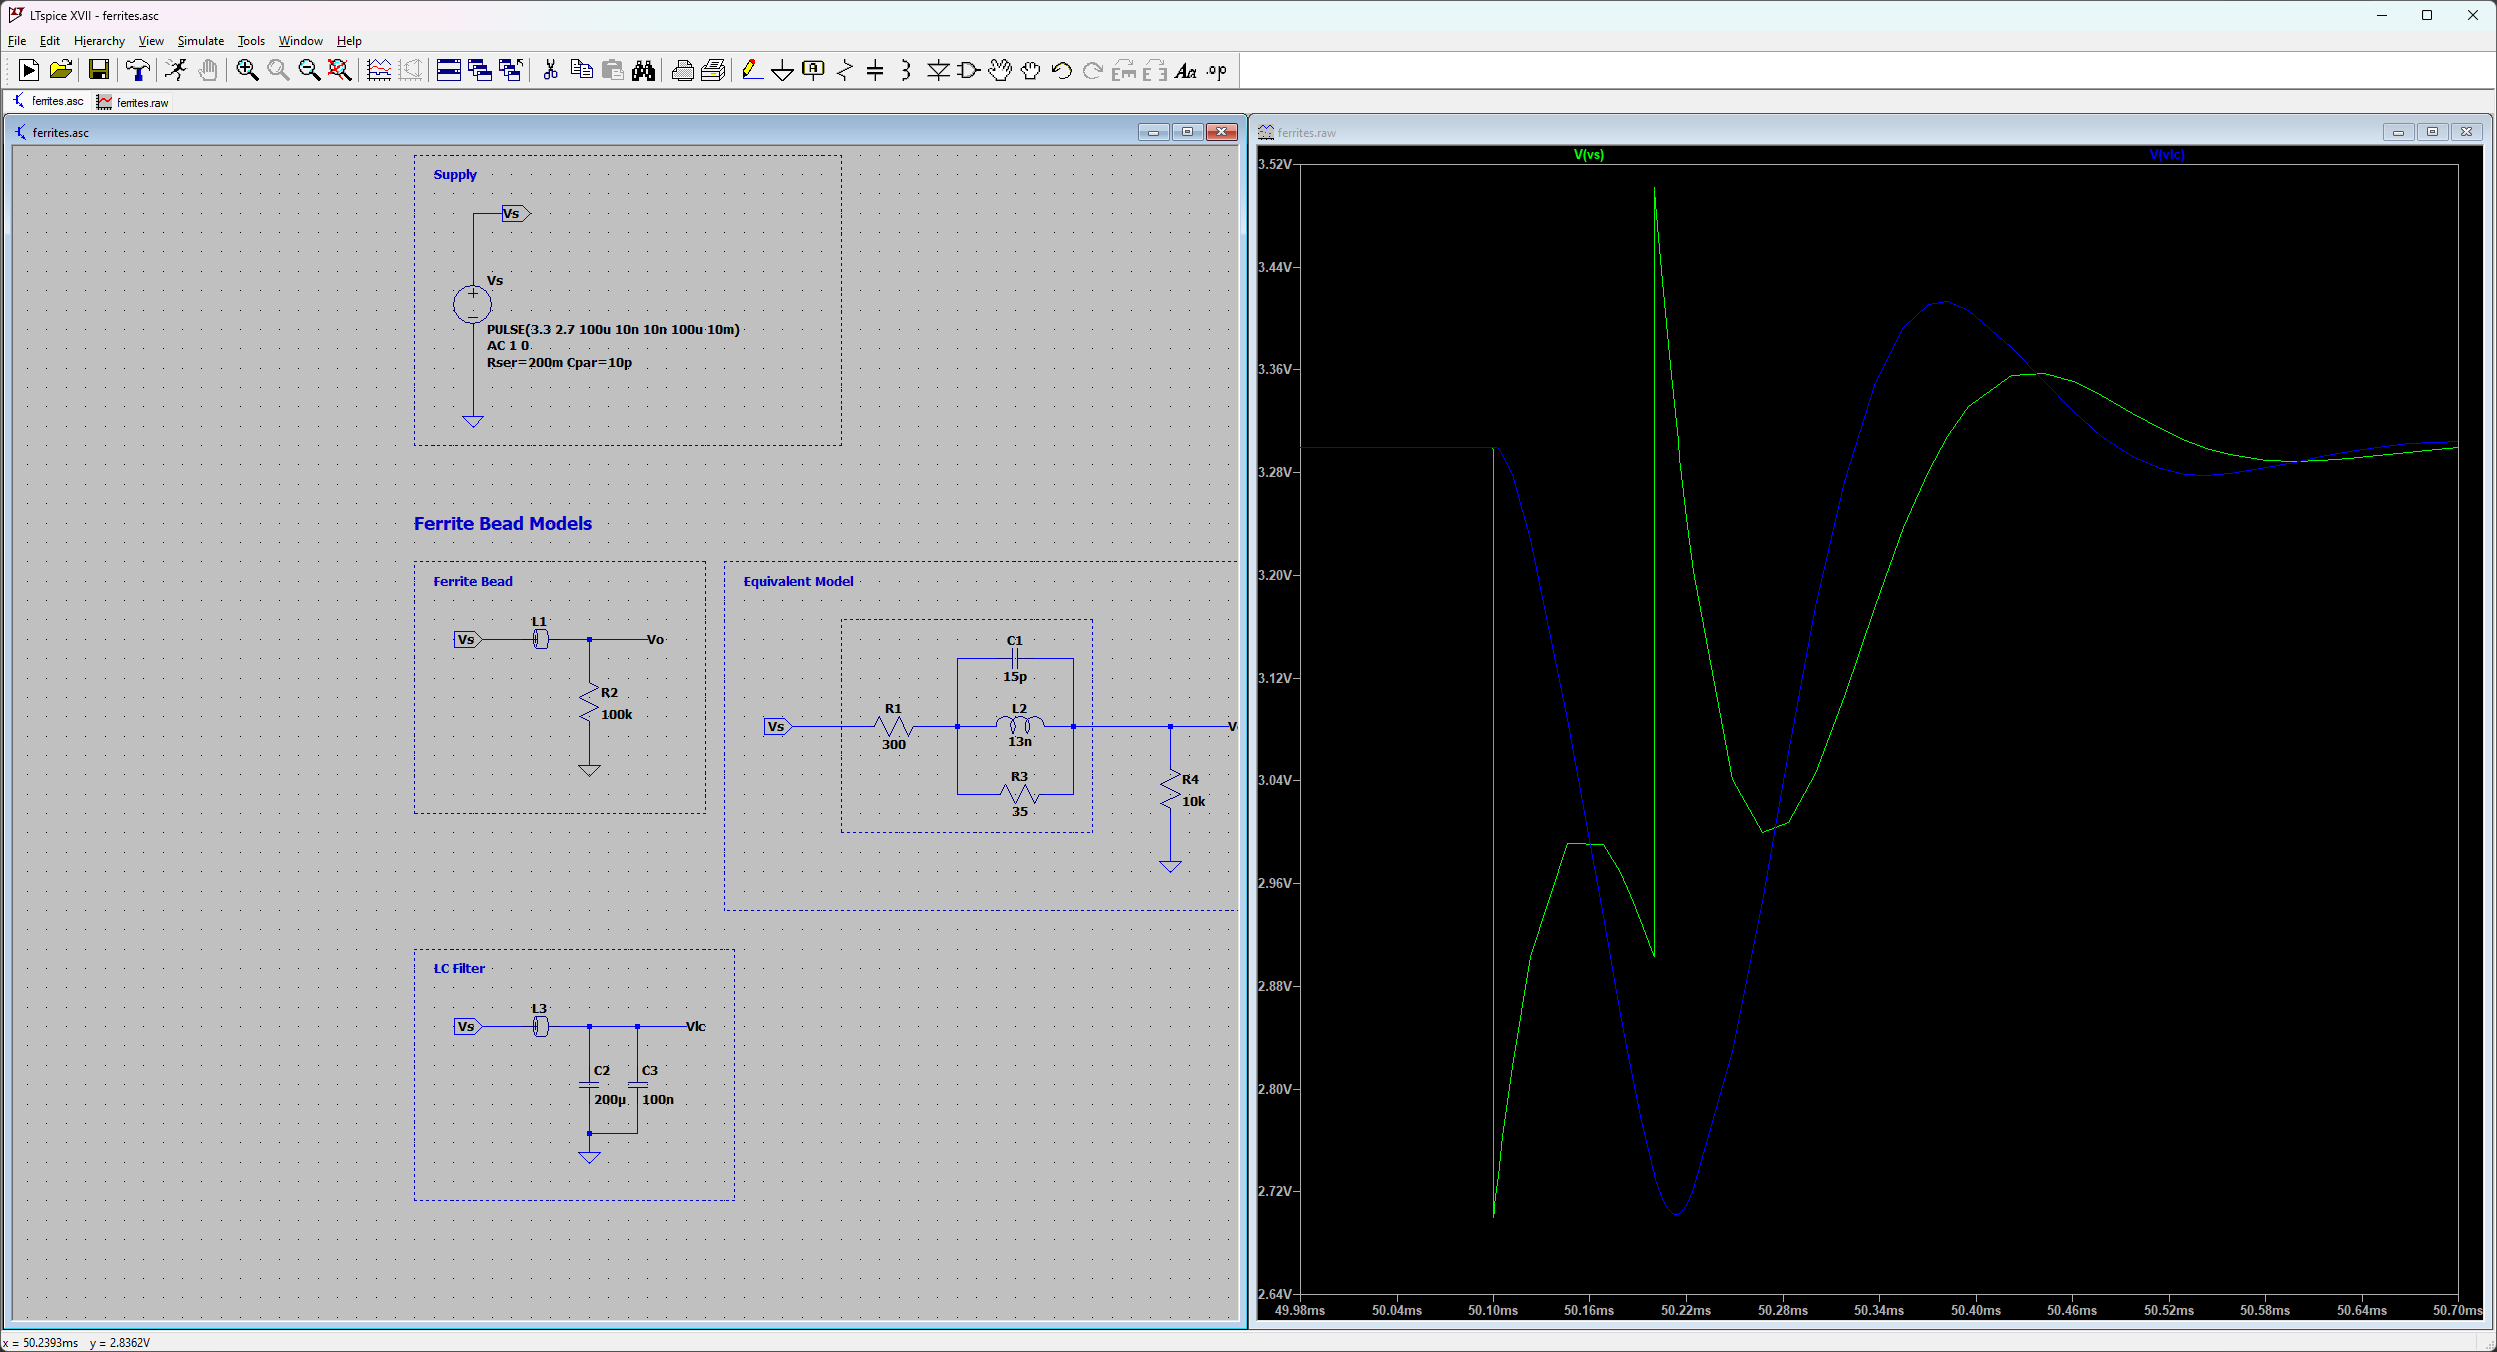 LTspice XVII - ferrites.asc
File Edit Hierarchy View Simulate Tools Window Help
A
Aa .op
ferrites.asc ferrites.raw
ferrites.asc
Supply
Vs
Vs
PULSE(3.3 2.7 100u 10n 10n 100u 10m)
AC 1 0
Rser=200m Cpar=10p
Ferrite Bead Models
Ferrite Bead
L1
Vs
Vo
R2
100k
Equivalent Model
C1
15p
Vs
R1
300
L2
13n
R3
35
R4
10k
LC Filter
L3
Vs
Vlc
C2
200µ
C3
100n
ferrites.raw
V(vs) V(vlc)
3.52V
3.44V
3.36V
3.28V
3.20V
3.12V
3.04V
2.96V
2.88V
2.80V
2.72V
2.64V
49.98ms 50.04ms 50.10ms 50.16ms 50.22ms 50.28ms 50.34ms 50.40ms 50.46ms 50.52ms 50.58ms 50.64ms 50.70ms
x = 50.2393ms y = 2.8362V